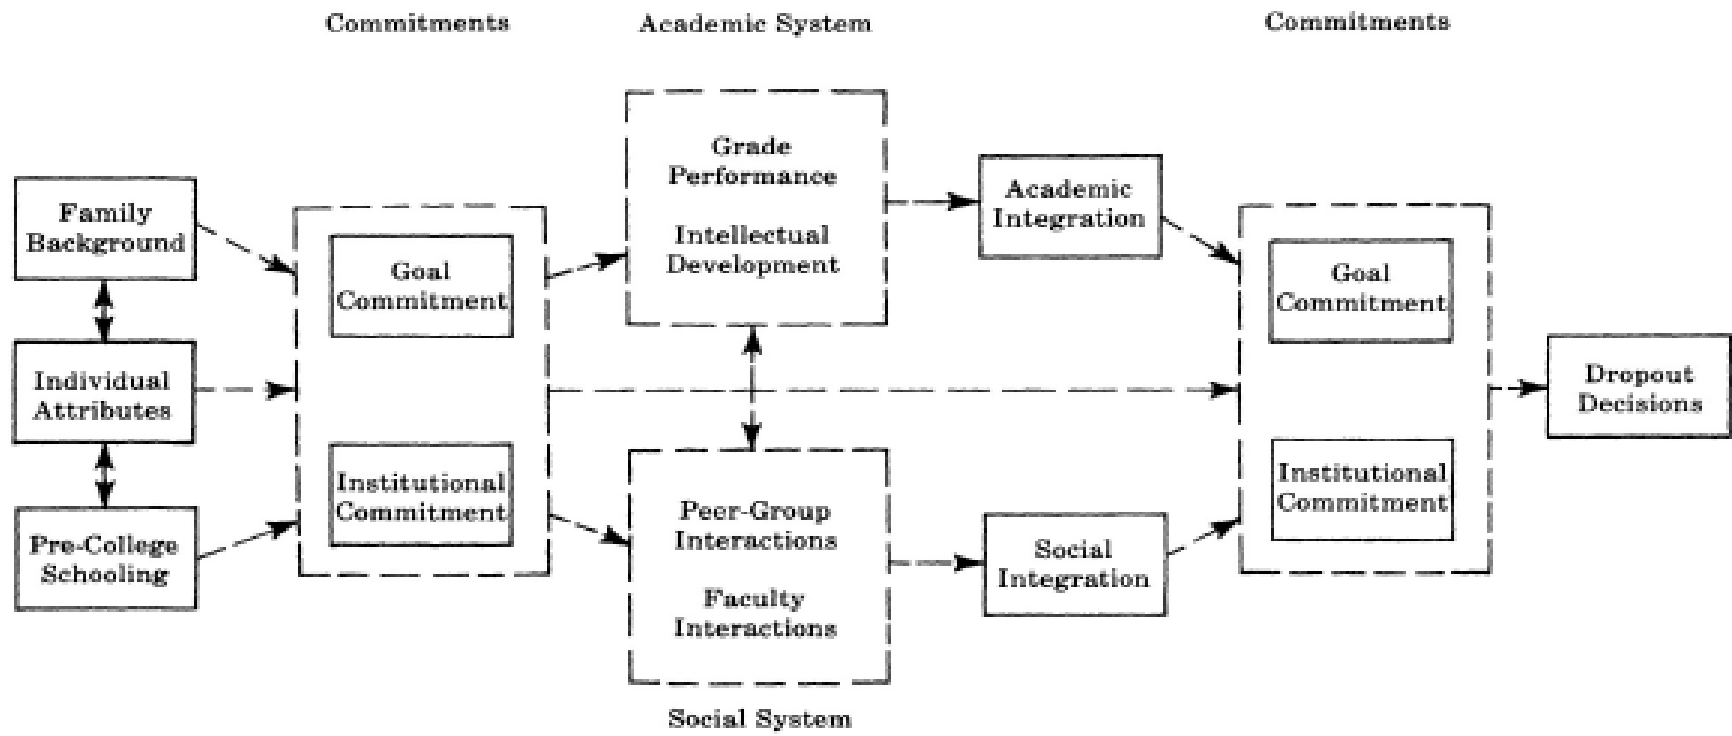 Commitments
Academic System
Commitments
Family
Background
Individual
Attributes
Pre-College
Schooling
Goal
Commitment
Institutional
Commitment
Grade
Performance
Intellectual
Development
Peer-Group
Interactions
Faculty
Interactions
Social System
Academic
Integration
Social
Integration
Goal
Commitment
Institutional
Commitment
Dropout
Decisions